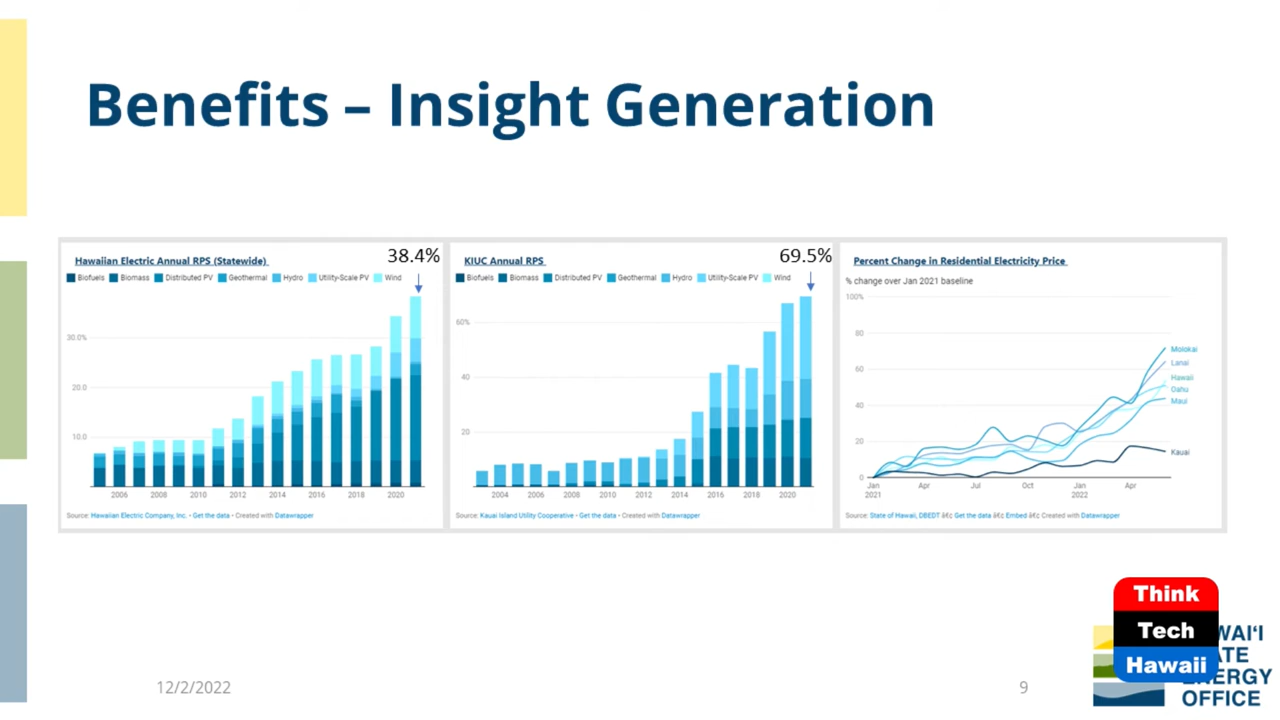 Benefits – Insight Generation
Hawaiian Electric Annual RPS (Statewide)
38.4%
Biofuels Biomass Distributed PV Geothermal Hydro Utility-Scale PV Wind
30.0%
20.0
10.0
2006 2008 2010 2012 2014 2016 2018 2020
Source: Hawaiian Electric Company, Inc. • Get the data • Created with Datawrapper
KIUC Annual RPS
69.5%
Biofuels Biomass Distributed PV Geothermal Hydro Utility-Scale PV Wind
60%
40
20
2004 2006 2008 2010 2012 2014 2016 2018 2020
Source: Kauai Island Utility Cooperative • Get the data • Created with Datawrapper
Percent Change in Residential Electricity Price
% change over Jan 2021 baseline
100%
80
60
40
20
0
Molokai
Lanai
Hawaii
Oahu
Maui
Kauai
Jan Apr Jul Oct Jan Apr
2021 2022
Source: State of Hawaii, DBEDT â€¢ Get the data â€¢ Embed â€¢ Created with Datawrapper
Think
Tech
Hawaii
WAI‘I
ATE
ENERGY
OFFICE
12/2/2022
9